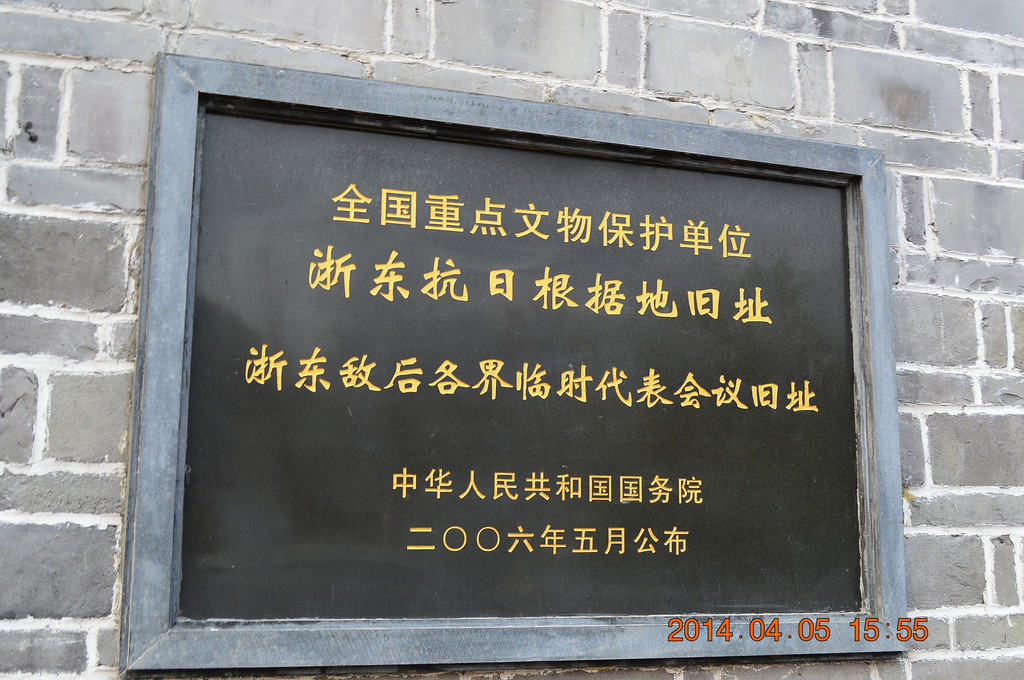 全国重点文物保护单位
浙东抗日根据地旧址
浙东敌后各界临时代表会议旧址
中华人民共和国国务院
二〇〇六年五月公布
2014.04.05 15:55